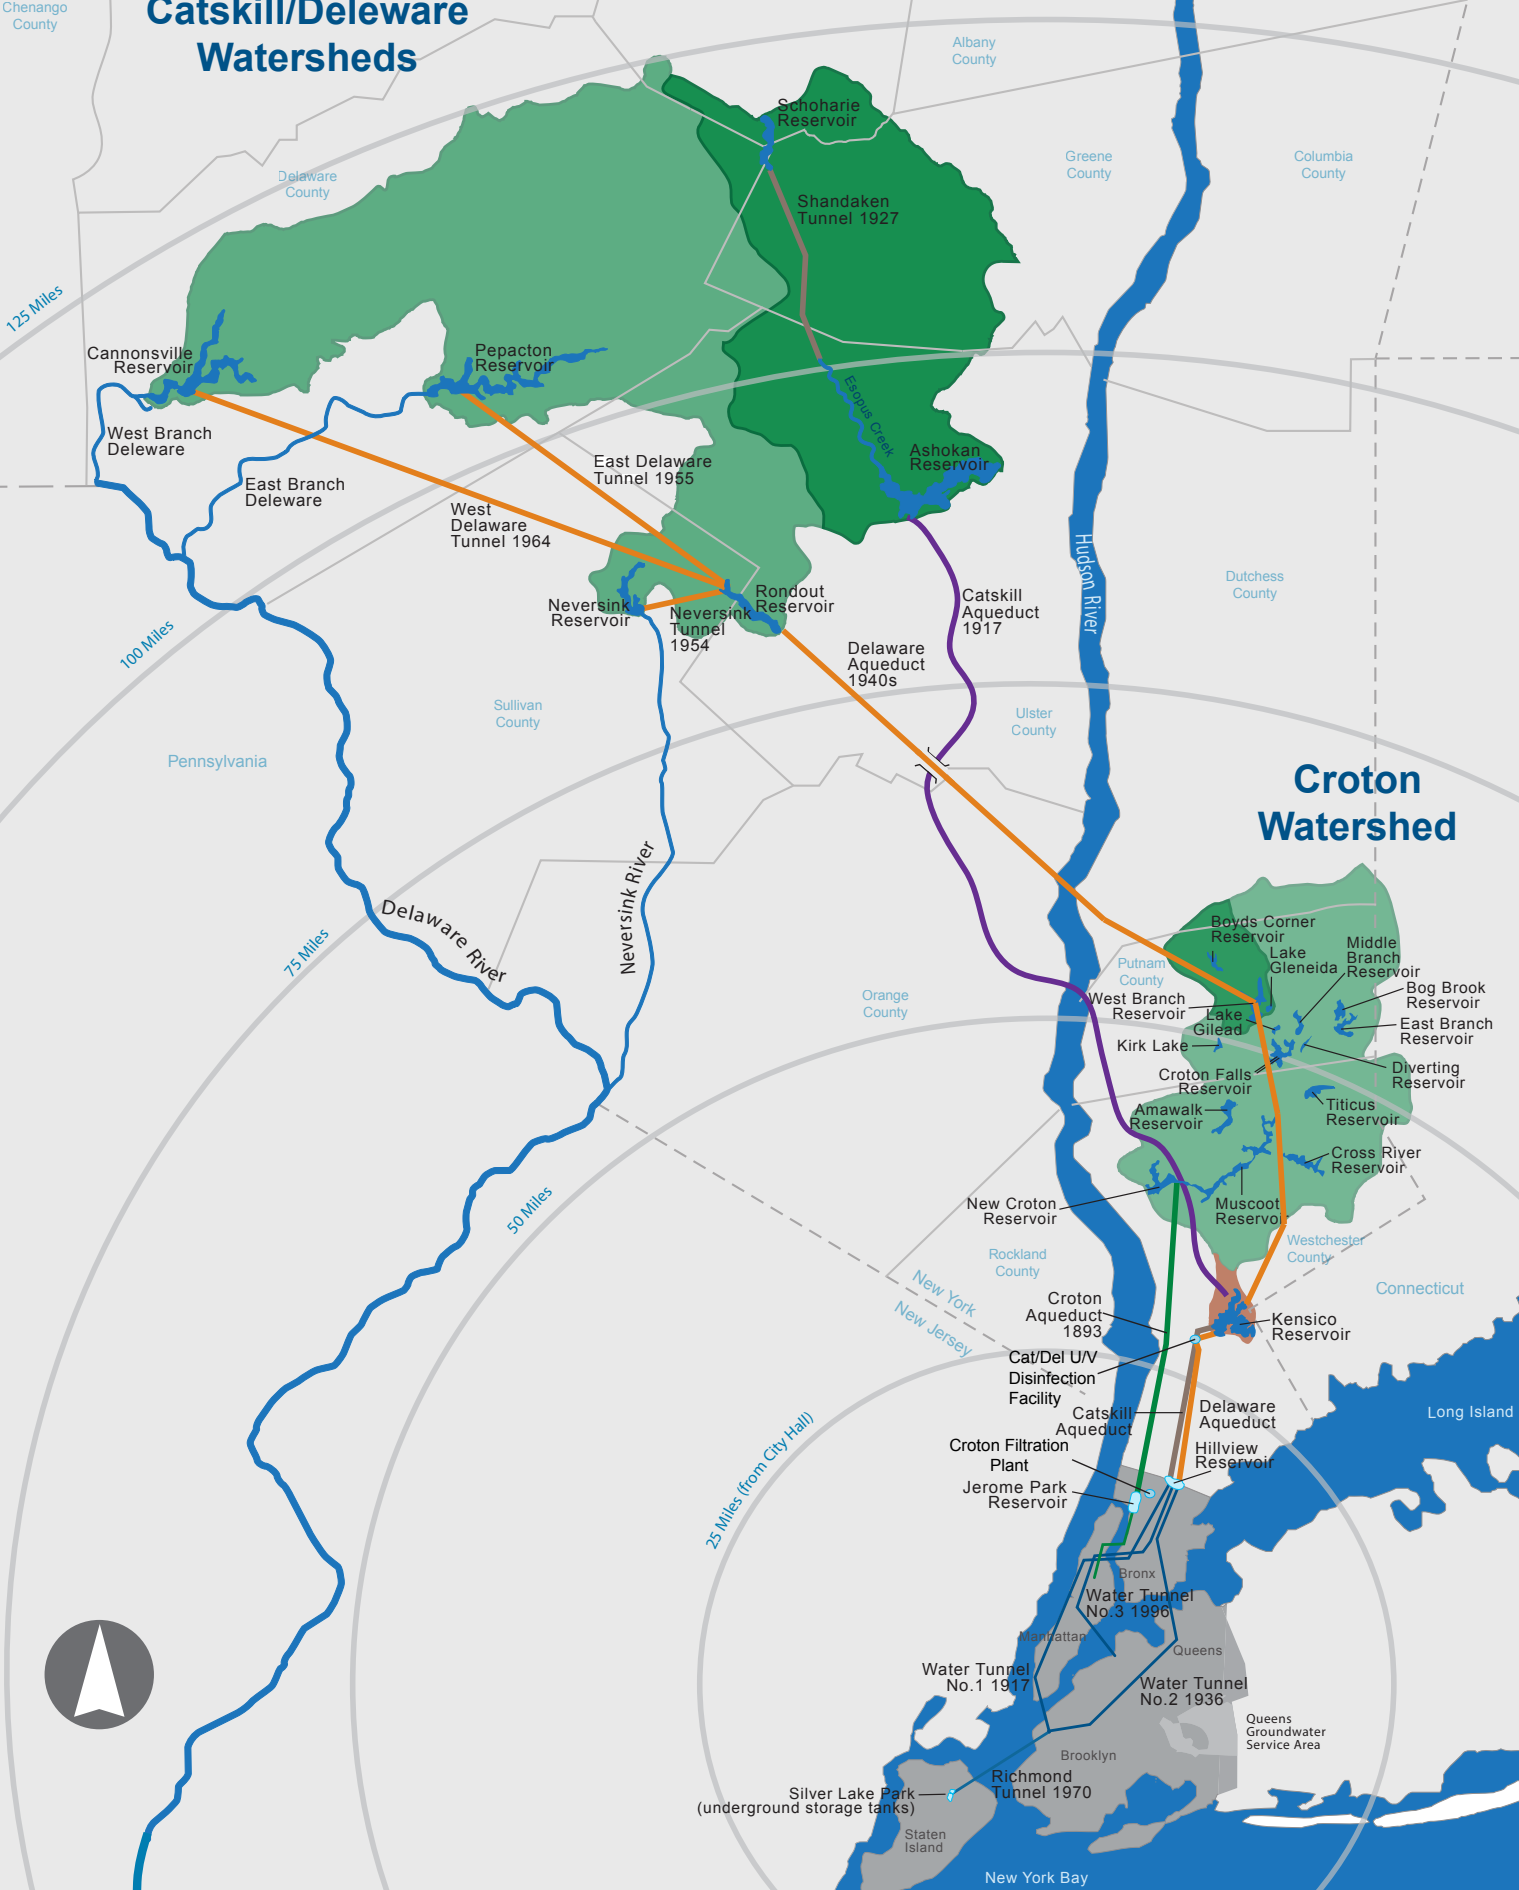 Chenango
County
Catskill/Deleware
Watersheds
Albany
County
Schoharie
Reservoir
Greene
County
Columbia
County
Delaware
County
Shandaken
Tunnel 1927
125 Miles
Cannonsville
Reservoir
Pepacton
Reservoir
Esopus Creek
Ashokan
Reservoir
West Branch
Deleware
East Branch
Deleware
East Delaware
Tunnel 1955
West
Delaware
Tunnel 1964
Hudson River
Dutchess
County
Neversink
Reservoir
Neversink
Tunnel
1954
Rondout
Reservoir
Catskill
Aqueduct
1917
100 Miles
Delaware
Aqueduct
1940s
Sullivan
County
Ulster
County
Pennsylvania
Croton
Watershed
Neversink River
Delaware River
75 Miles
Boyds Corner
Reservoir
Lake
Gleneida
Middle
Branch
Reservoir
Putnam
County
Orange
County
West Branch
Reservoir
Lake
Gilead
Bog Brook
Reservoir
East Branch
Reservoir
Kirk Lake
Croton Falls
Reservoir
Diverting
Reservoir
Amawalk
Reservoir
Titicus
Reservoir
Cross River
Reservoir
New Croton
Reservoir
Muscoot
Reservoir
50 Miles
Rockland
County
Westchester
County
New York
New Jersey
Connecticut
Croton
Aqueduct
1893
Kensico
Reservoir
Cat/Del U/V
Disinfection
Facility
Catskill
Aqueduct
Delaware
Aqueduct
Long Island
Croton Filtration
Plant
Hillview
Reservoir
Jerome Park
Reservoir
25 Miles (from City Hall)
Bronx
Water Tunnel
No.3 1996
Manhattan
Queens
Water Tunnel
No.1 1917
Water Tunnel
No.2 1936
Queens
Groundwater
Service Area
Brooklyn
Richmond
Tunnel 1970
Silver Lake Park
(underground storage tanks)
Staten
Island
New York Bay